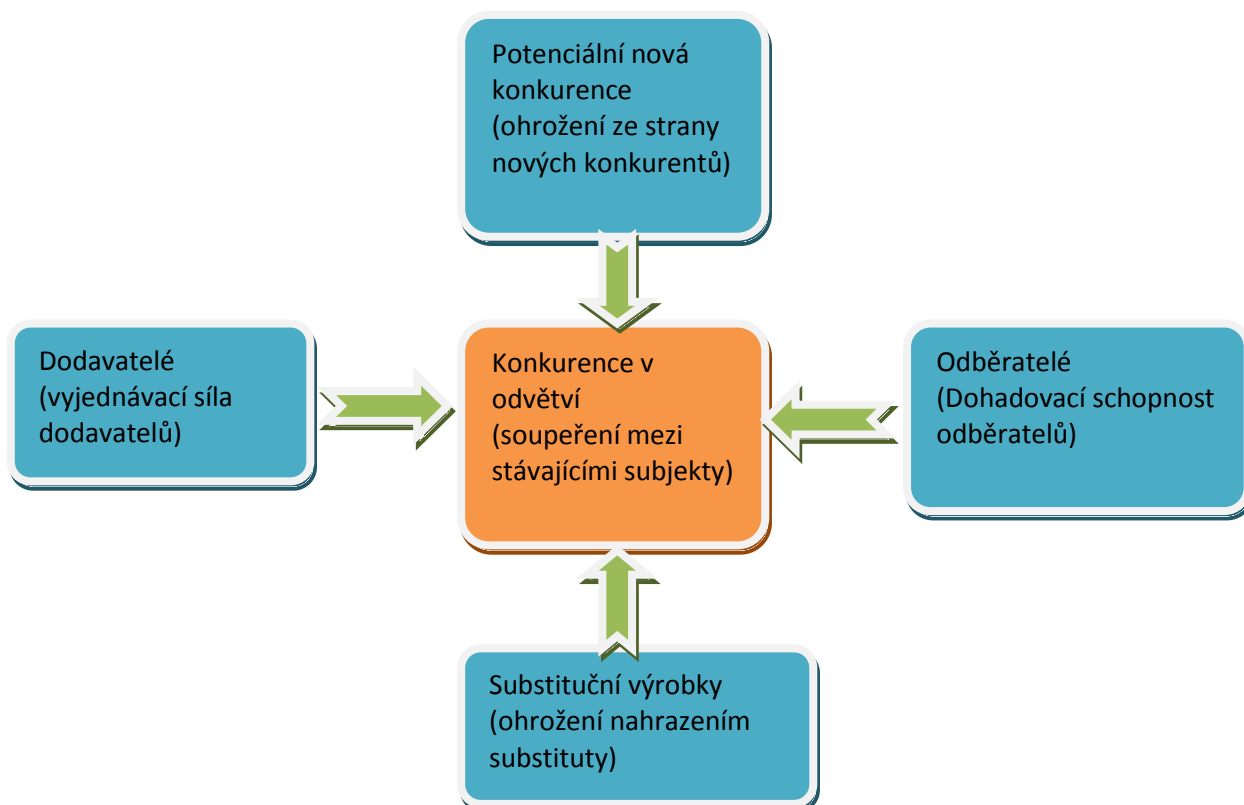 Potenciální nová
konkurence
(ohrožení ze strany
nových konkurentů)
Dodavatelé
(vyjednávací síla
dodavatelů)
Konkurence v
odvětví
(soupeření mezi
stávajícími subjekty)
Odběratelé
(Dohadovací schopnost
odběratelů)
Substituční výrobky
(ohrožení nahrazením
substituty)